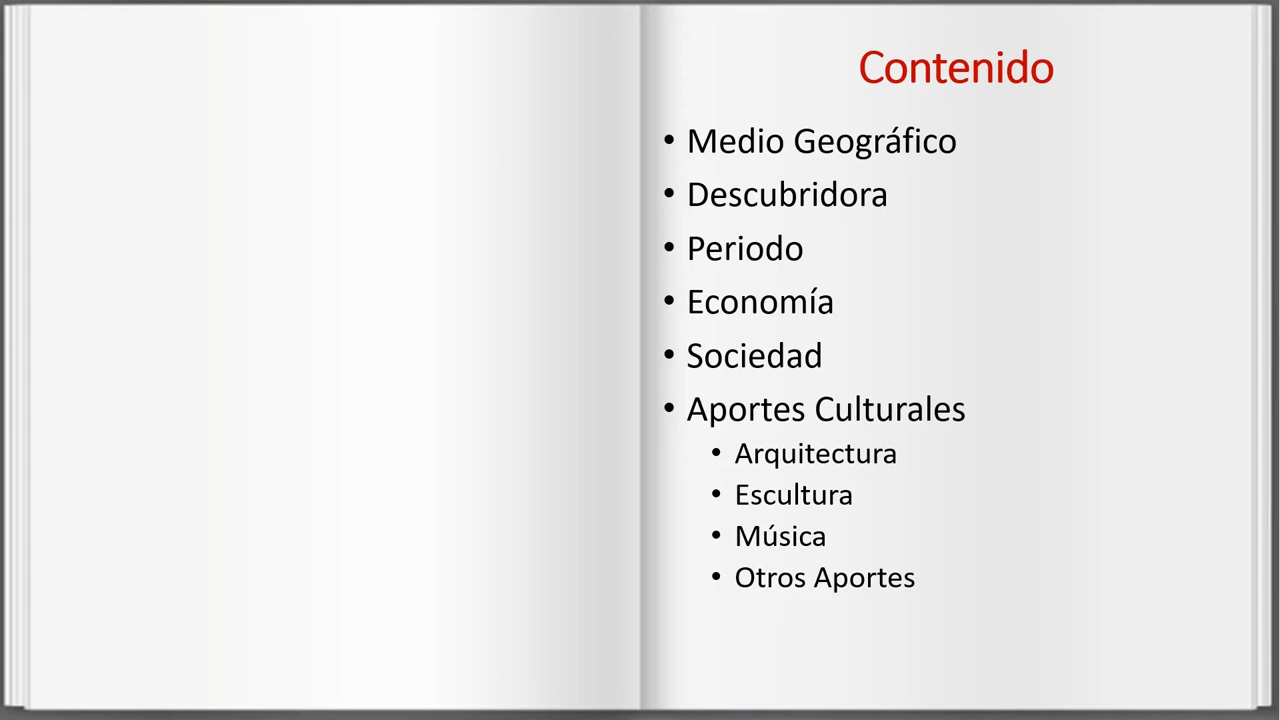 Contenido
• Medio Geográfico
• Descubridora
• Periodo
• Economía
• Sociedad
• Aportes Culturales
• Arquitectura
• Escultura
• Música
• Otros Aportes